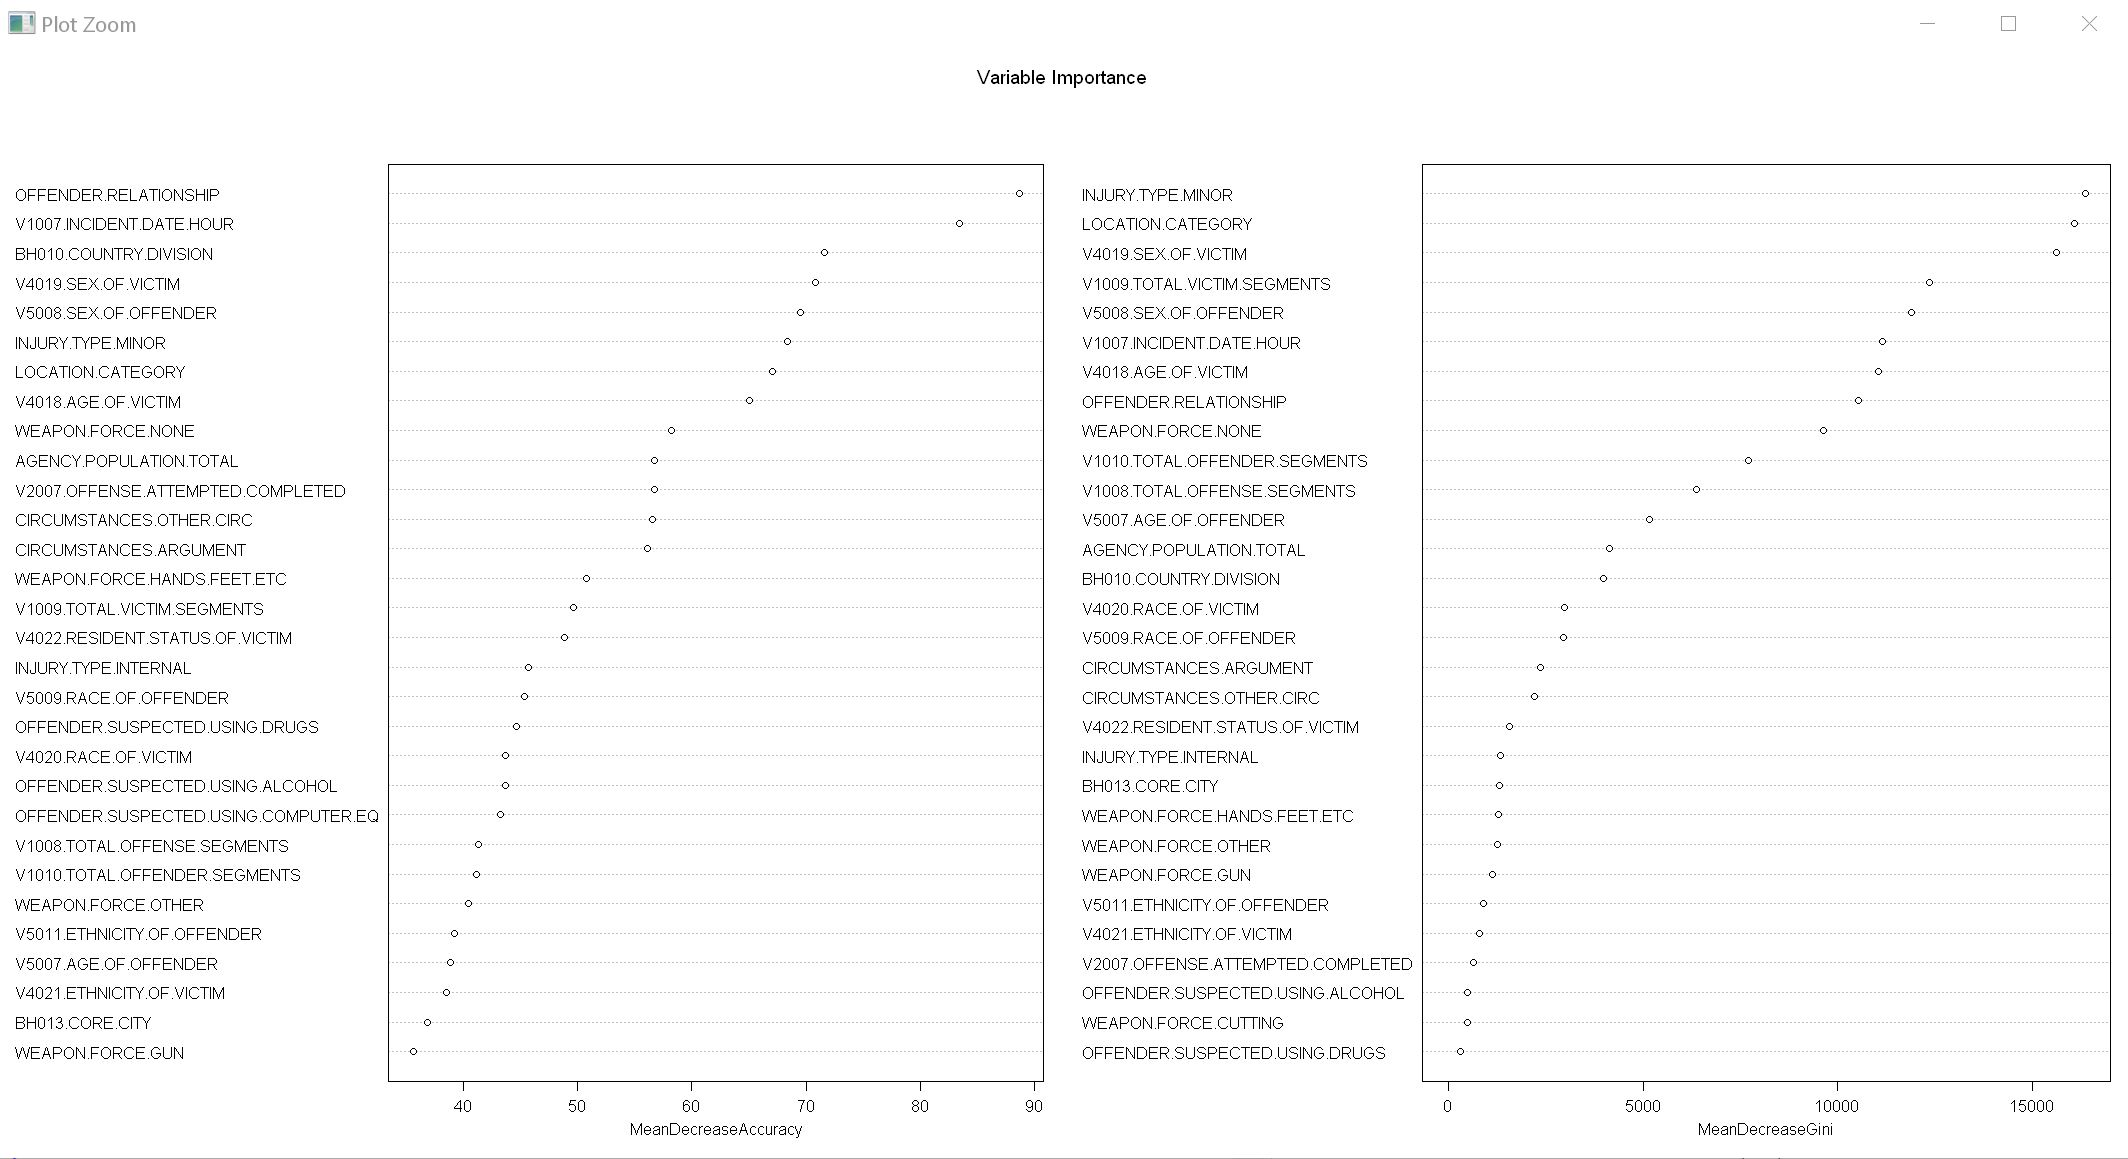 Plot Zoom
Variable Importance
OFFENDER.RELATIONSHIP
V1007.INCIDENT.DATE.HOUR
BH010.COUNTRY.DIVISION
V4019.SEX.OF.VICTIM
V5008.SEX.OF.OFFENDER
INJURY.TYPE.MINOR
LOCATION.CATEGORY
V4018.AGE.OF.VICTIM
WEAPON.FORCE.NONE
AGENCY.POPULATION.TOTAL
V2007.OFFENSE.ATTEMPTED.COMPLETED
CIRCUMSTANCES.OTHER.CIRC
CIRCUMSTANCES.ARGUMENT
WEAPON.FORCE.HANDS.FEET.ETC
V1009.TOTAL.VICTIM.SEGMENTS
V4022.RESIDENT.STATUS.OF.VICTIM
INJURY.TYPE.INTERNAL
V5009.RACE.OF.OFFENDER
OFFENDER.SUSPECTED.USING.DRUGS
V4020.RACE.OF.VICTIM
OFFENDER.SUSPECTED.USING.ALCOHOL
OFFENDER.SUSPECTED.USING.COMPUTER.EQ
V1008.TOTAL.OFFENSE.SEGMENTS
V1010.TOTAL.OFFENDER.SEGMENTS
WEAPON.FORCE.OTHER
V5011.ETHNICITY.OF.OFFENDER
V5007.AGE.OF.OFFENDER
V4021.ETHNICITY.OF.VICTIM
BH013.CORE.CITY
WEAPON.FORCE.GUN
40 50 60 70 80 90
MeanDecreaseAccuracy
INJURY.TYPE.MINOR
LOCATION.CATEGORY
V4019.SEX.OF.VICTIM
V1009.TOTAL.VICTIM.SEGMENTS
V5008.SEX.OF.OFFENDER
V1007.INCIDENT.DATE.HOUR
V4018.AGE.OF.VICTIM
OFFENDER.RELATIONSHIP
WEAPON.FORCE.NONE
V1010.TOTAL.OFFENDER.SEGMENTS
V1008.TOTAL.OFFENSE.SEGMENTS
V5007.AGE.OF.OFFENDER
AGENCY.POPULATION.TOTAL
BH010.COUNTRY.DIVISION
V4020.RACE.OF.VICTIM
V5009.RACE.OF.OFFENDER
CIRCUMSTANCES.ARGUMENT
CIRCUMSTANCES.OTHER.CIRC
V4022.RESIDENT.STATUS.OF.VICTIM
INJURY.TYPE.INTERNAL
BH013.CORE.CITY
WEAPON.FORCE.HANDS.FEET.ETC
WEAPON.FORCE.OTHER
WEAPON.FORCE.GUN
V5011.ETHNICITY.OF.OFFENDER
V4021.ETHNICITY.OF.VICTIM
V2007.OFFENSE.ATTEMPTED.COMPLETED
OFFENDER.SUSPECTED.USING.ALCOHOL
WEAPON.FORCE.CUTTING
OFFENDER.SUSPECTED.USING.DRUGS
0 5000 10000 15000
MeanDecreaseGini